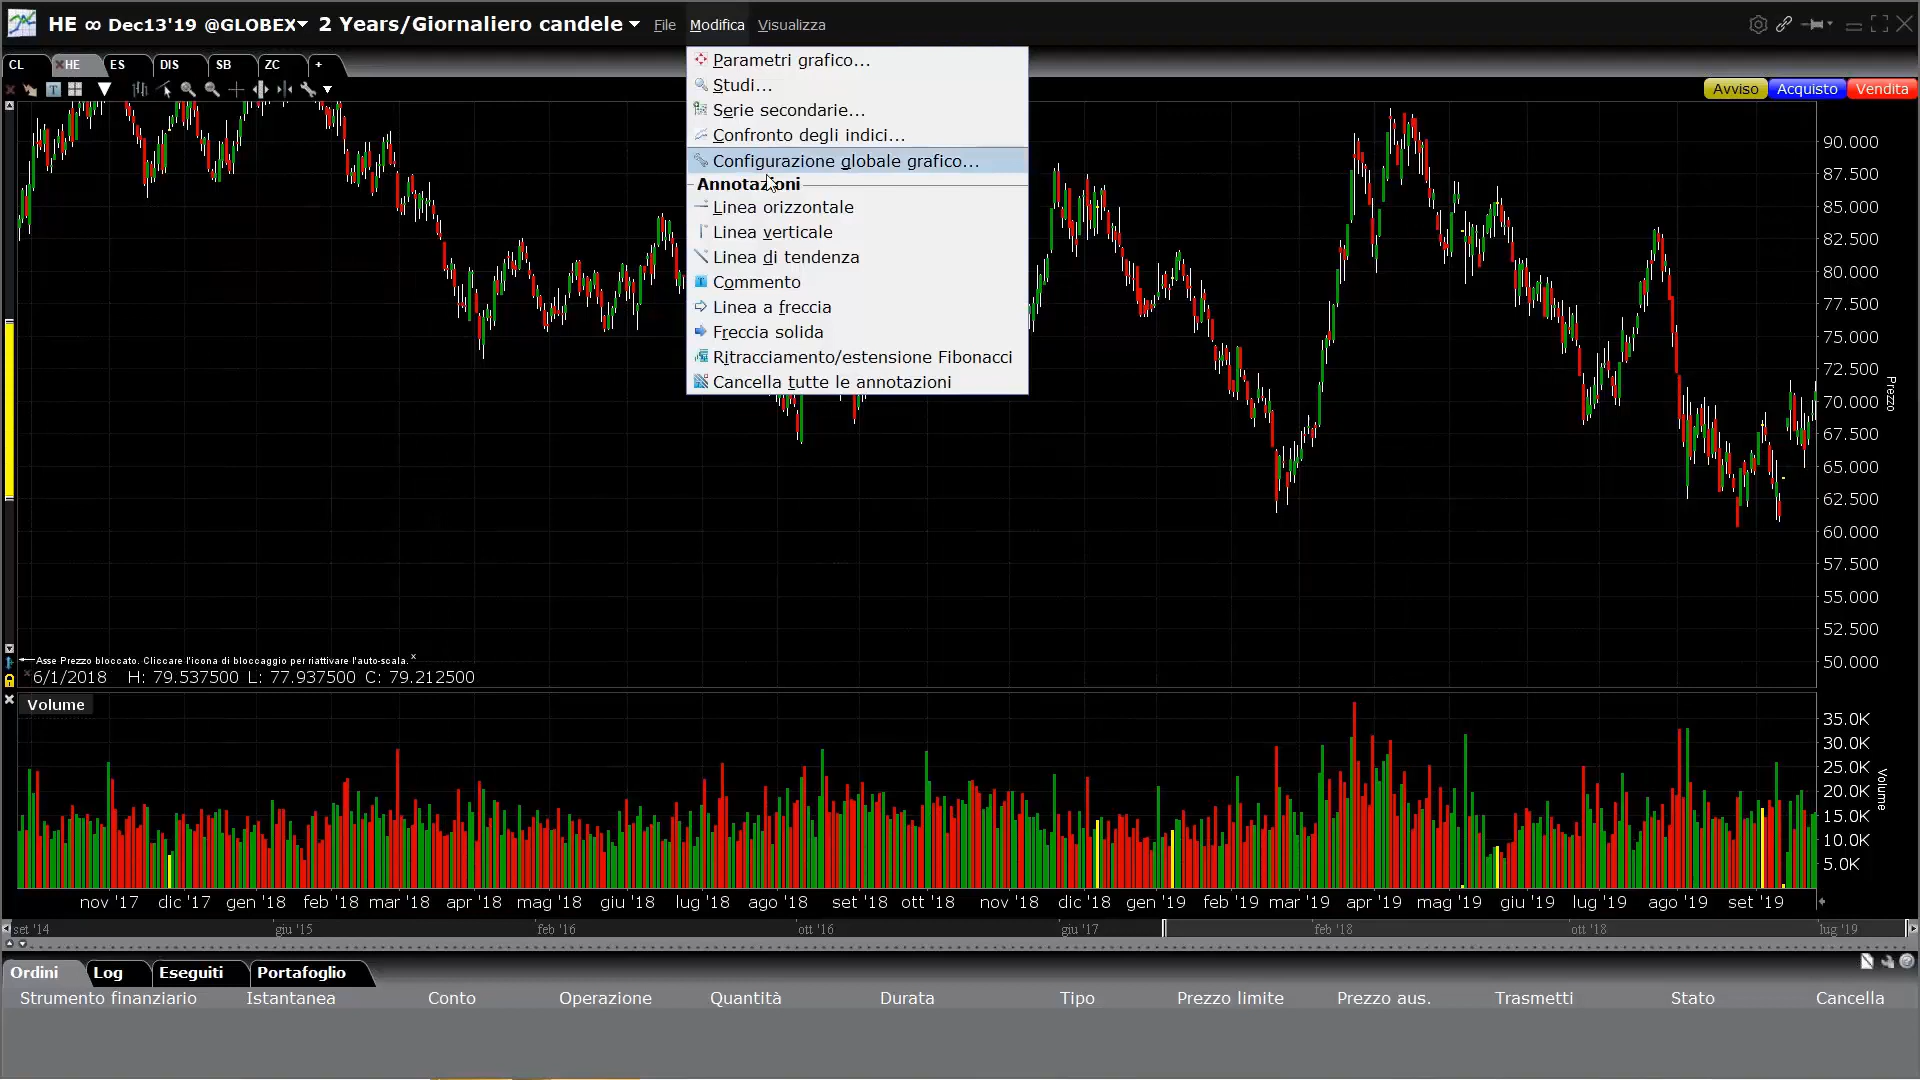 HE ∞ Dec13'19 @GLOBEX 2 Years/Giornaliero candele File Modifica Visualizza
CL HE ES DIS SB ZC +
Avviso Acquisto Vendita
Parametri grafico...
Studi...
Serie secondarie...
Confronto degli indici...
Configurazione globale grafico...
Annotazioni
Linea orizzontale
Linea verticale
Linea di tendenza
Commento
Linea a freccia
Freccia solida
Ritracciamento/estensione Fibonacci
Cancella tutte le annotazioni
90.000
87.500
85.000
82.500
80.000
77.500
75.000
72.500
70.000
67.500
65.000
62.500
60.000
57.500
55.000
52.500
50.000
Prezzo
Asse Prezzo bloccato. Cliccare l'icona di bloccaggio per riattivare l'auto-scala. x
6/1/2018 H: 79.537500 L: 77.937500 C: 79.212500
Volume
35.0K
30.0K
25.0K
20.0K
15.0K
10.0K
5.0K
Volume
nov '17 dic '17 gen '18 feb '18 mar '18 apr '18 mag '18 giu '18 lug '18 ago '18 set '18 ott '18 nov '18 dic '18 gen '19 feb '19 mar '19 apr '19 mag '19 giu '19 lug '19 ago '19 set '19
set '14 giu '15 feb '16 ott '16 giu '17 feb '18 ott '18 lug '19
Ordini Log Eseguiti Portafoglio
Strumento finanziario Istantanea Conto Operazione Quantità Durata Tipo Prezzo limite Prezzo aus. Trasmetti Stato Cancella